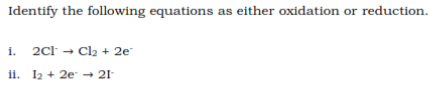 Identify the following equations as either oxidation or reduction.
i. 2Cl⁻ → Cl₂ + 2e⁻
ii. I₂ + 2e⁻ → 2I⁻